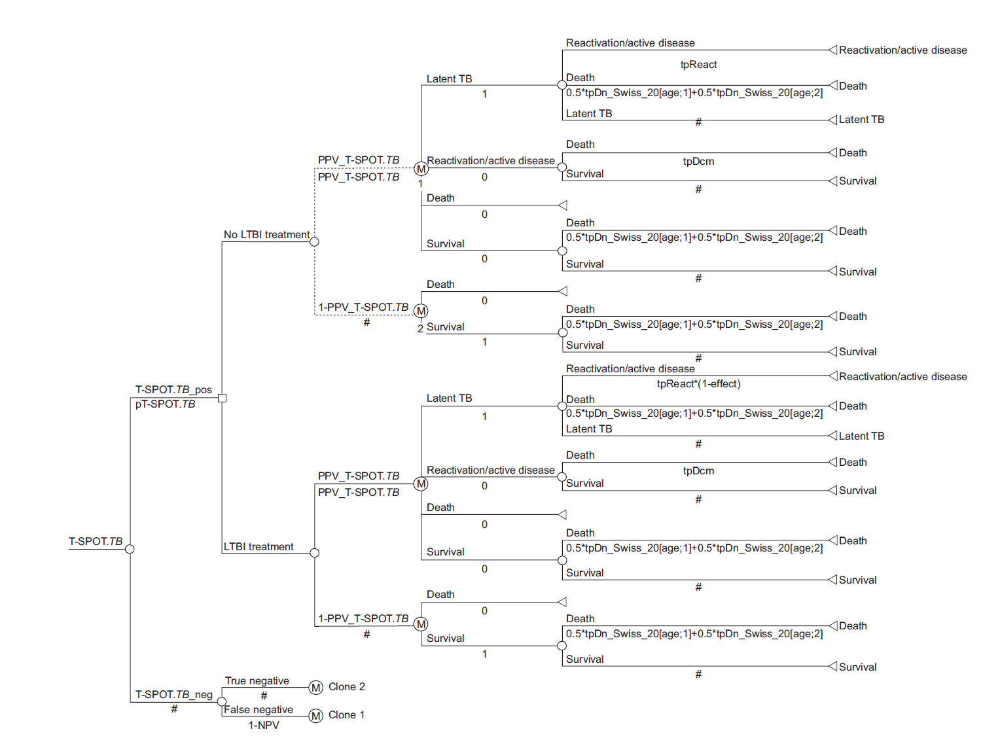 Reactivation/active disease
Reactivation/active disease
tpReact
Latent TB
1
Death
Death
0.5*tpDn_Swiss_20[age;1]+0.5*tpDn_Swiss_20[age;2]
Latent TB
#
Latent TB
Death
Death
PPV_T-SPOT.TB
PPV_T-SPOT.TB
M
1
Reactivation/active disease
0
tpDcm
Survival
#
Survival
Death
0
Death
Death
0.5*tpDn_Swiss_20[age;1]+0.5*tpDn_Swiss_20[age;2]
No LTBI treatment
Survival
0
Survival
#
Survival
Death
0
1-PPV_T-SPOT.TB
#
M
2
Death
Death
0.5*tpDn_Swiss_20[age;1]+0.5*tpDn_Swiss_20[age;2]
Survival
1
Survival
#
Survival
Reactivation/active disease
Reactivation/active disease
tpReact*(1-effect)
T-SPOT.TB_pos
pT-SPOT.TB
Latent TB
1
Death
Death
0.5*tpDn_Swiss_20[age;1]+0.5*tpDn_Swiss_20[age;2]
Latent TB
#
Latent TB
Death
Death
PPV_T-SPOT.TB
PPV_T-SPOT.TB
M
Reactivation/active disease
0
tpDcm
Survival
#
Survival
Death
0
T-SPOT.TB
LTBI treatment
Death
Death
0.5*tpDn_Swiss_20[age;1]+0.5*tpDn_Swiss_20[age;2]
Survival
0
Survival
#
Survival
Death
0
1-PPV_T-SPOT.TB
#
M
Death
Death
0.5*tpDn_Swiss_20[age;1]+0.5*tpDn_Swiss_20[age;2]
Survival
1
Survival
#
Survival
T-SPOT.TB_neg
#
True negative
#
M
Clone 2
False negative
1-NPV
M
Clone 1